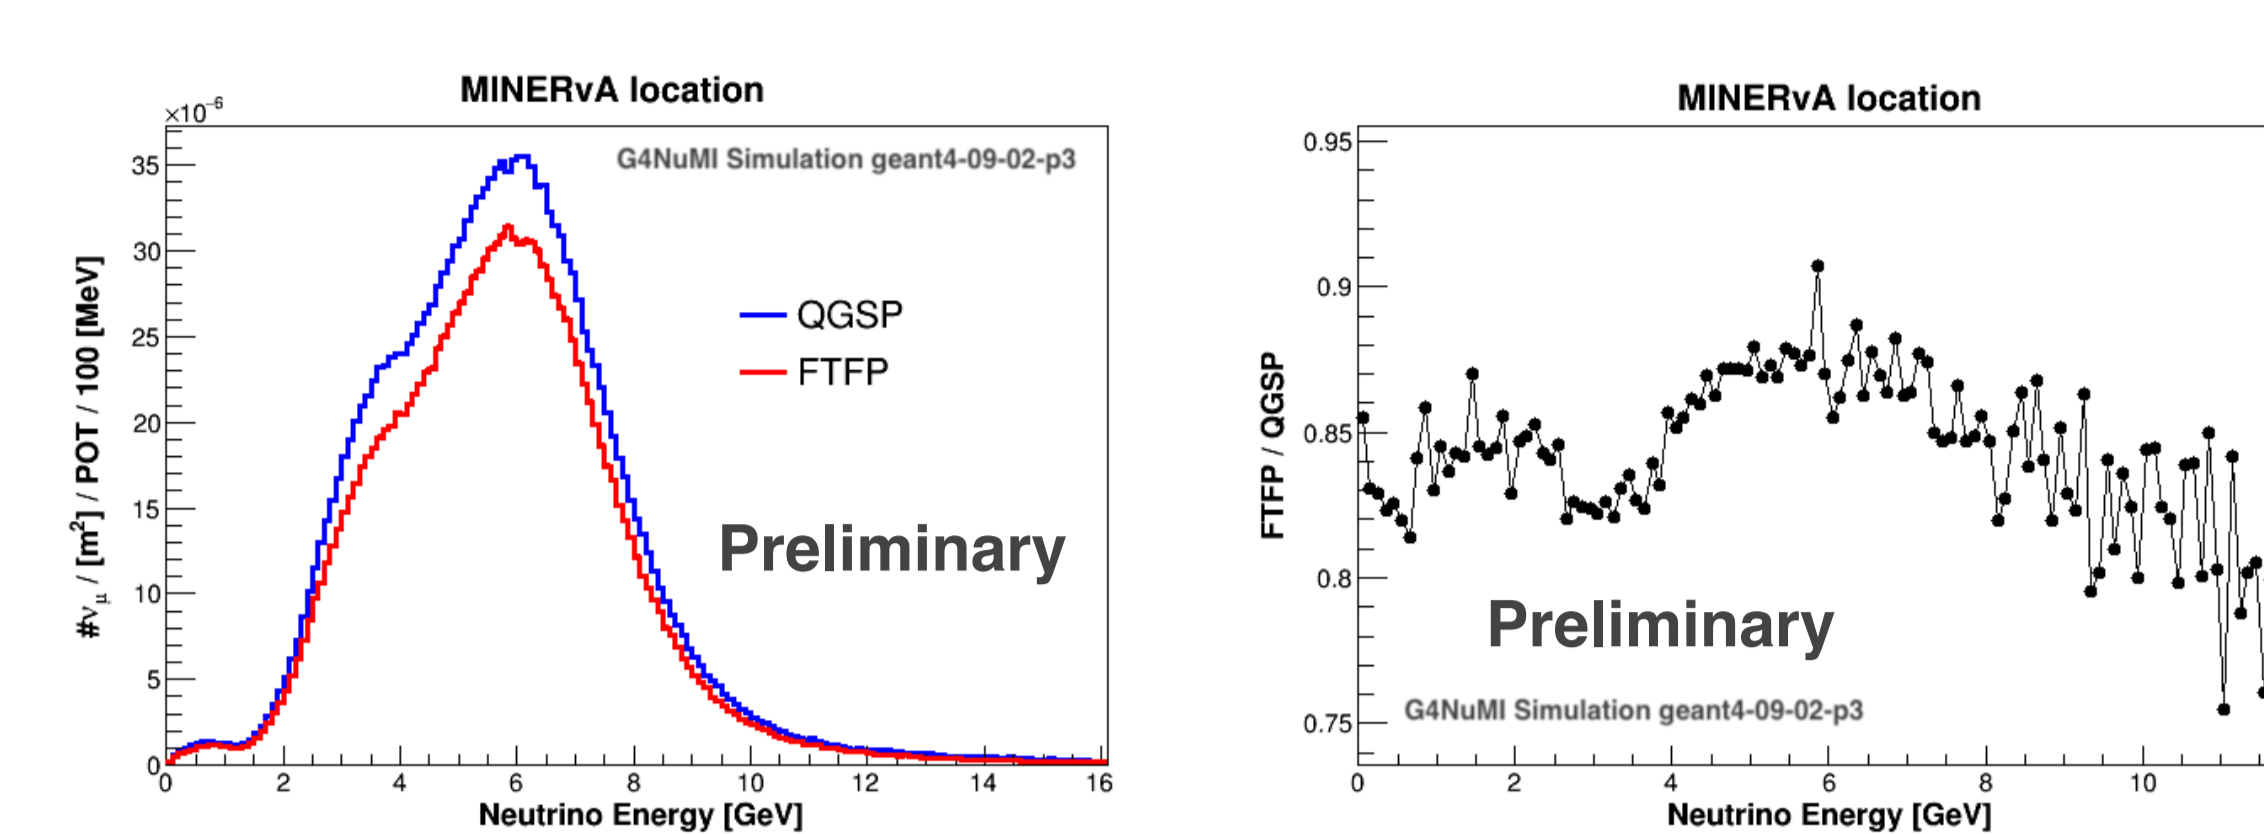 MINERvA location
×10⁻⁶
G4NuMI Simulation geant4-09-02-p3
35
30
25
20
15
10
5
0
#νμ / [m²] / POT / 100 [MeV]
QGSP
FTFP
Preliminary
0 2 4 6 8 10 12 14 16
Neutrino Energy [GeV]
MINERvA location
0.95
0.9
0.85
0.8
0.75
FTFP / QGSP
Preliminary
G4NuMI Simulation geant4-09-02-p3
0 2 4 6 8 10
Neutrino Energy [GeV]